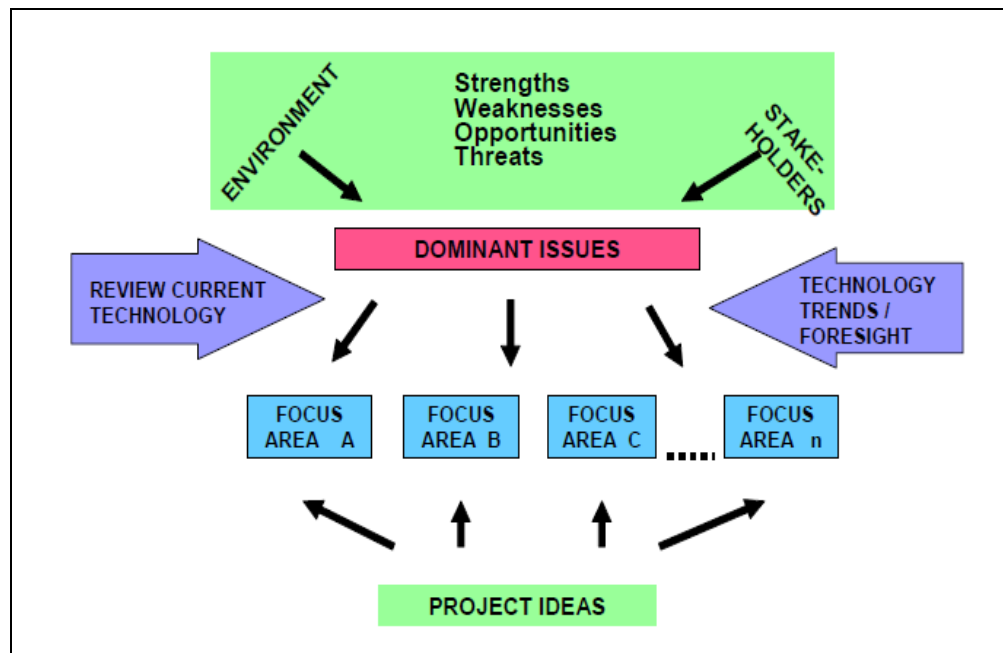 ENVIRONMENT
Strengths
Weaknesses
Opportunities
Threats
STAKE-
HOLDERS
DOMINANT ISSUES
REVIEW CURRENT
TECHNOLOGY
TECHNOLOGY
TRENDS /
FORESIGHT
FOCUS
AREA A
FOCUS
AREA B
FOCUS
AREA C
FOCUS
AREA n
PROJECT IDEAS